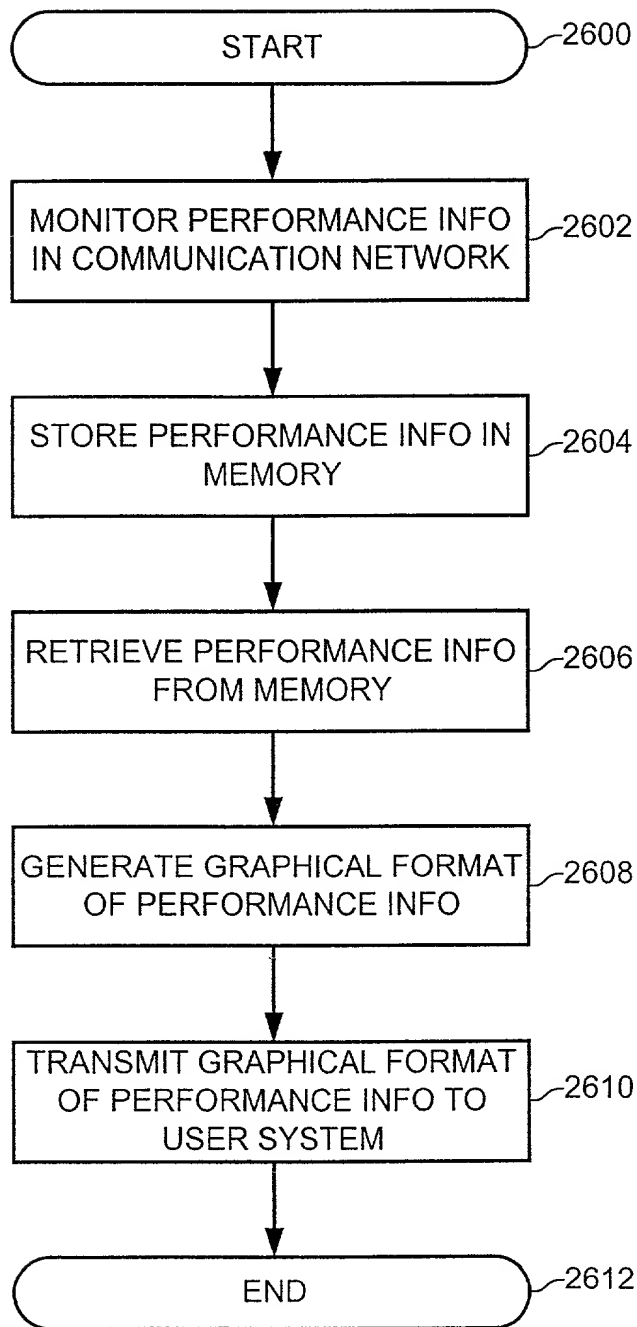 START
2600
MONITOR PERFORMANCE INFO
IN COMMUNICATION NETWORK
2602
STORE PERFORMANCE INFO IN
MEMORY
2604
RETRIEVE PERFORMANCE INFO
FROM MEMORY
2606
GENERATE GRAPHICAL FORMAT
OF PERFORMANCE INFO
2608
TRANSMIT GRAPHICAL FORMAT
OF PERFORMANCE INFO TO
USER SYSTEM
2610
END
2612